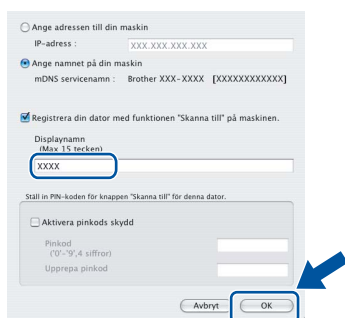 Ange adressen till din maskin
IP-adress : XXX.XXX.XXX.XXX
Ange namnet på din maskin
mDNS servicenamn : Brother XXX-XXXX [XXXXXXXXXXXX]
Registrera din dator med funktionen "Skanna till" på maskinen.
Displaynamn
(Max 15 tecken)
XXXX
Ställ in PIN-koden för knappen "Skanna till" för denna dator.
Aktivera pinkods skydd
Pinkod
('0'-'9',4 siffror)
Upprepa pinkod
Avbryt OK